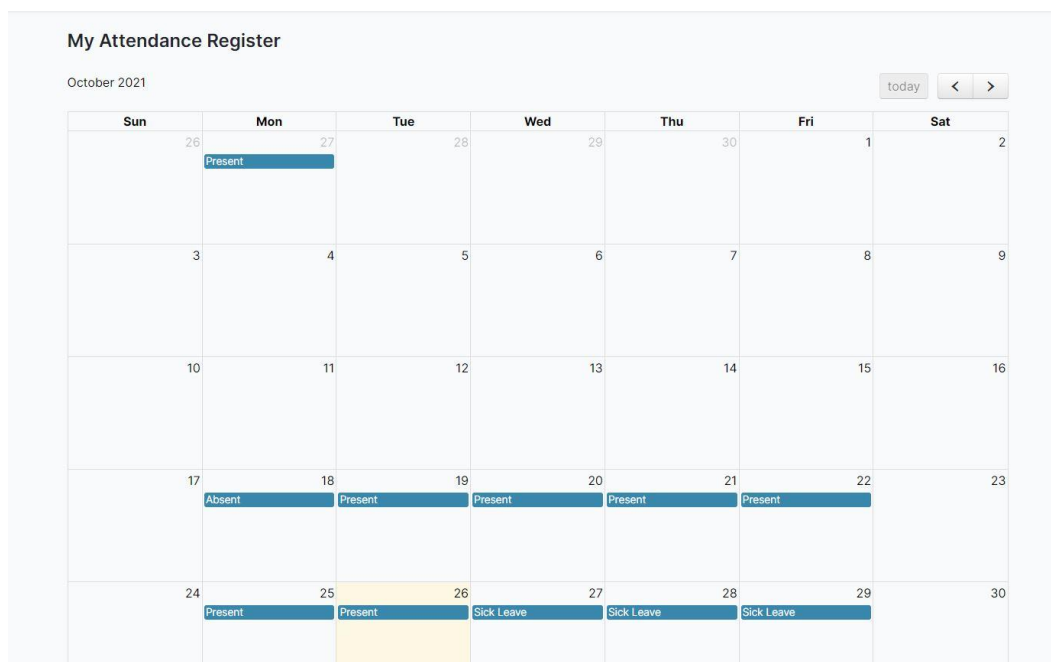 My Attendance Register
October 2021
today
Sun Mon Tue Wed Thu Fri Sat
26 27 28 29 30 1 2
Present
3 4 5 6 7 8 9
10 11 12 13 14 15 16
17 18 19 20 21 22 23
Absent Present Present Present Present
24 25 26 27 28 29 30
Present Present Sick Leave Sick Leave Sick Leave